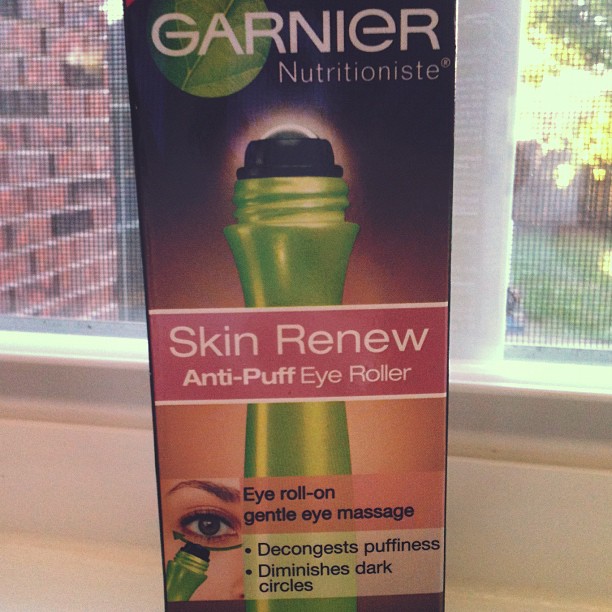 GARNIER
Nutritioniste®
Skin Renew
Anti-Puff Eye Roller
Eye roll-on
gentle eye massage
• Decongests puffiness
• Diminishes dark
circles